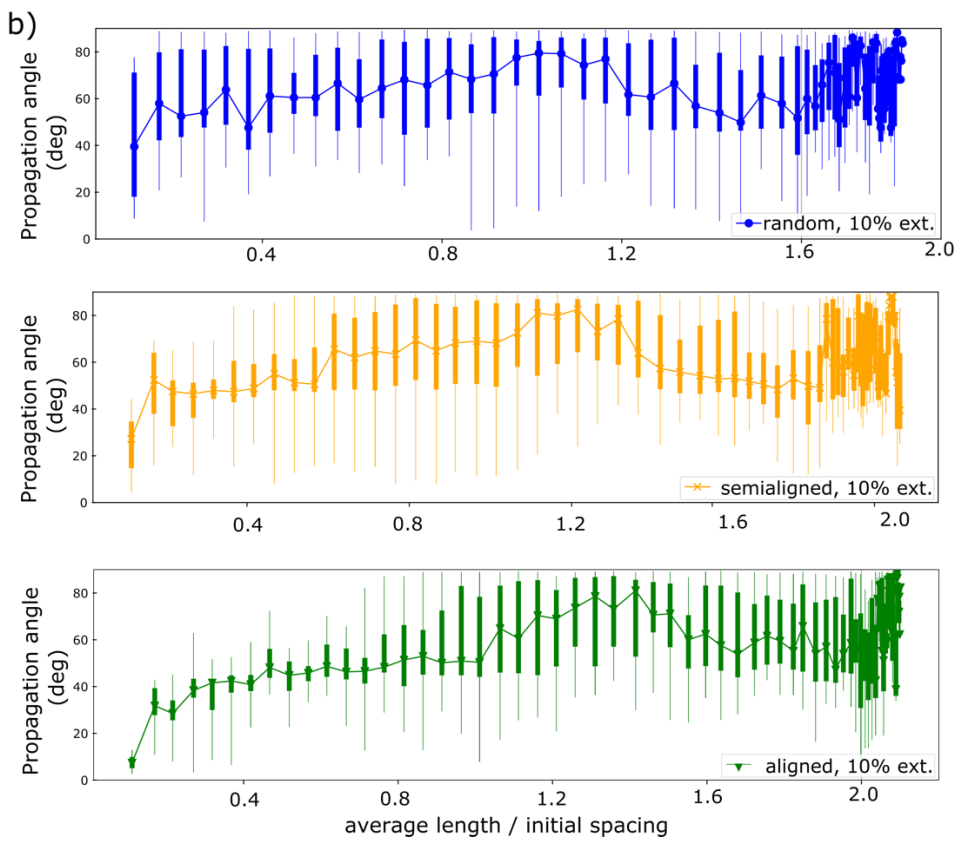 b)
Propagation angle
(deg)
80
60
40
20
0
random, 10% ext.
0.4
0.8
1.2
1.6
2.0
Propagation angle
(deg)
80
60
40
20
0
semialigned, 10% ext.
0.4
0.8
1.2
1.6
2.0
Propagation angle
(deg)
80
60
40
20
0
aligned, 10% ext.
0.4
0.8
1.2
1.6
2.0
average length / initial spacing